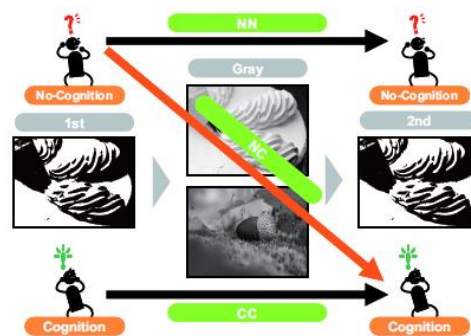 ?
?
NN
Gray
No-Cognition
No-Cognition
1st
NC
2nd
!
!
Cognition
CC
Cognition